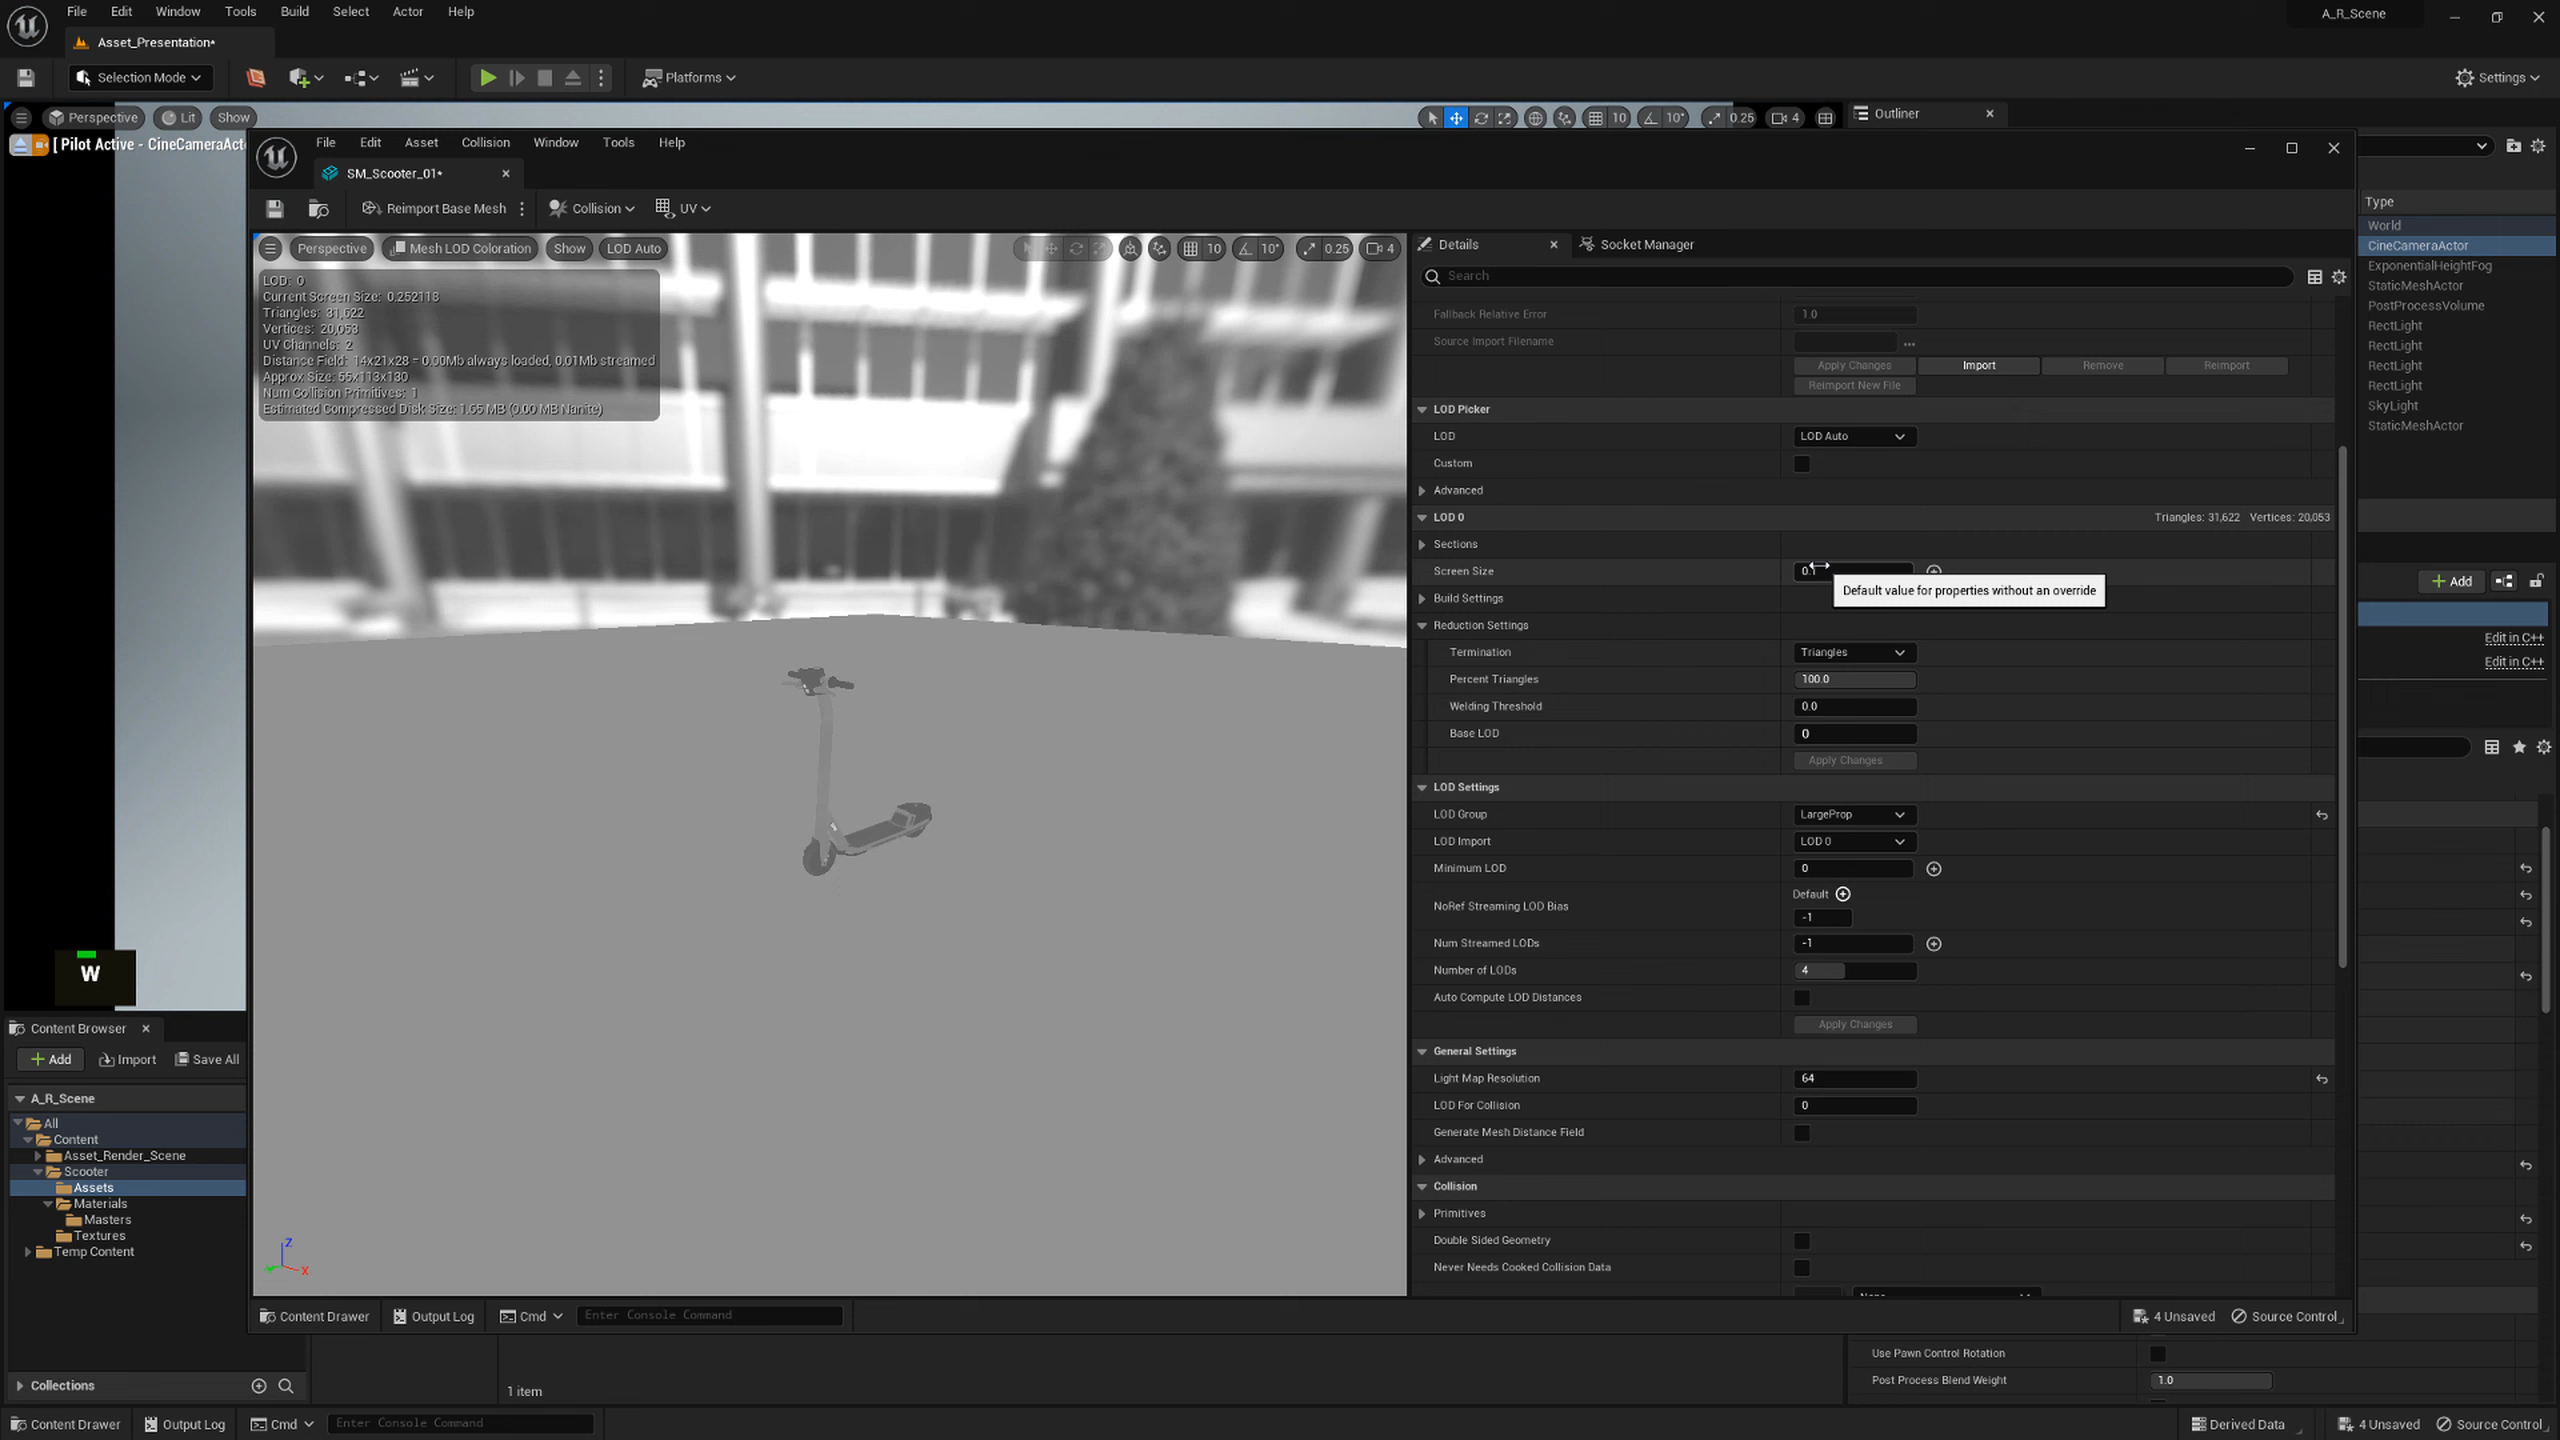 File Edit Window Tools Build Select Actor Help
A_R_Scene
Asset_Presentation*
Selection Mode
Platforms
Settings
Perspective Lit Show
10 10° 0.25 4
Outliner
[ Pilot Active - CineCameraAct
File Edit Asset Collision Window Tools Help
SM_Scooter_01*
Reimport Base Mesh Collision UV
Perspective Mesh LOD Coloration Show LOD Auto
10 10° 0.25 4
LOD: 0
Current Screen Size: 0.252118
Triangles: 31,622
Vertices: 20,053
UV Channels: 2
Distance Field: 14x21x28 = 0.00Mb always loaded, 0.01Mb streamed
Approx Size: 55x113x130
Num Collision Primitives: 1
Estimated Compressed Disk Size: 1.65 MB (0.00 MB Nanite)
Details Socket Manager
Search
Fallback Relative Error 1.0
Source Import Filename
Apply Changes Import Remove Reimport
Reimport New File
LOD Picker
LOD LOD Auto
Custom
Advanced
LOD 0 Triangles: 31,622 Vertices: 20,053
Sections
Screen Size
Default value for properties without an override
Build Settings
Reduction Settings
Termination Triangles
Percent Triangles 100.0
Welding Threshold 0.0
Base LOD 0
Apply Changes
LOD Settings
LOD Group LargeProp
LOD Import LOD 0
Minimum LOD 0
Default
NoRef Streaming LOD Bias
-1
Num Streamed LODs -1
Number of LODs 4
Auto Compute LOD Distances
Apply Changes
General Settings
Light Map Resolution 64
LOD For Collision 0
Generate Mesh Distance Field
Advanced
Collision
Primitives
Double Sided Geometry
Never Needs Cooked Collision Data
Type
World
CineCameraActor
ExponentialHeightFog
StaticMeshActor
PostProcessVolume
RectLight
RectLight
RectLight
RectLight
SkyLight
StaticMeshActor
Add
Edit in C++
Edit in C++
W
Z
X
Content Browser
Add Import Save All
A_R_Scene
All
Content
Asset_Render_Scene
Scooter
Assets
Materials
Masters
Textures
Temp Content
Content Drawer Output Log Cmd Enter Console Command
4 Unsaved Source Control
Collections
1 item
Use Pawn Control Rotation
Post Process Blend Weight 1.0
Content Drawer Output Log Cmd Enter Console Command
Derived Data 4 Unsaved Source Control